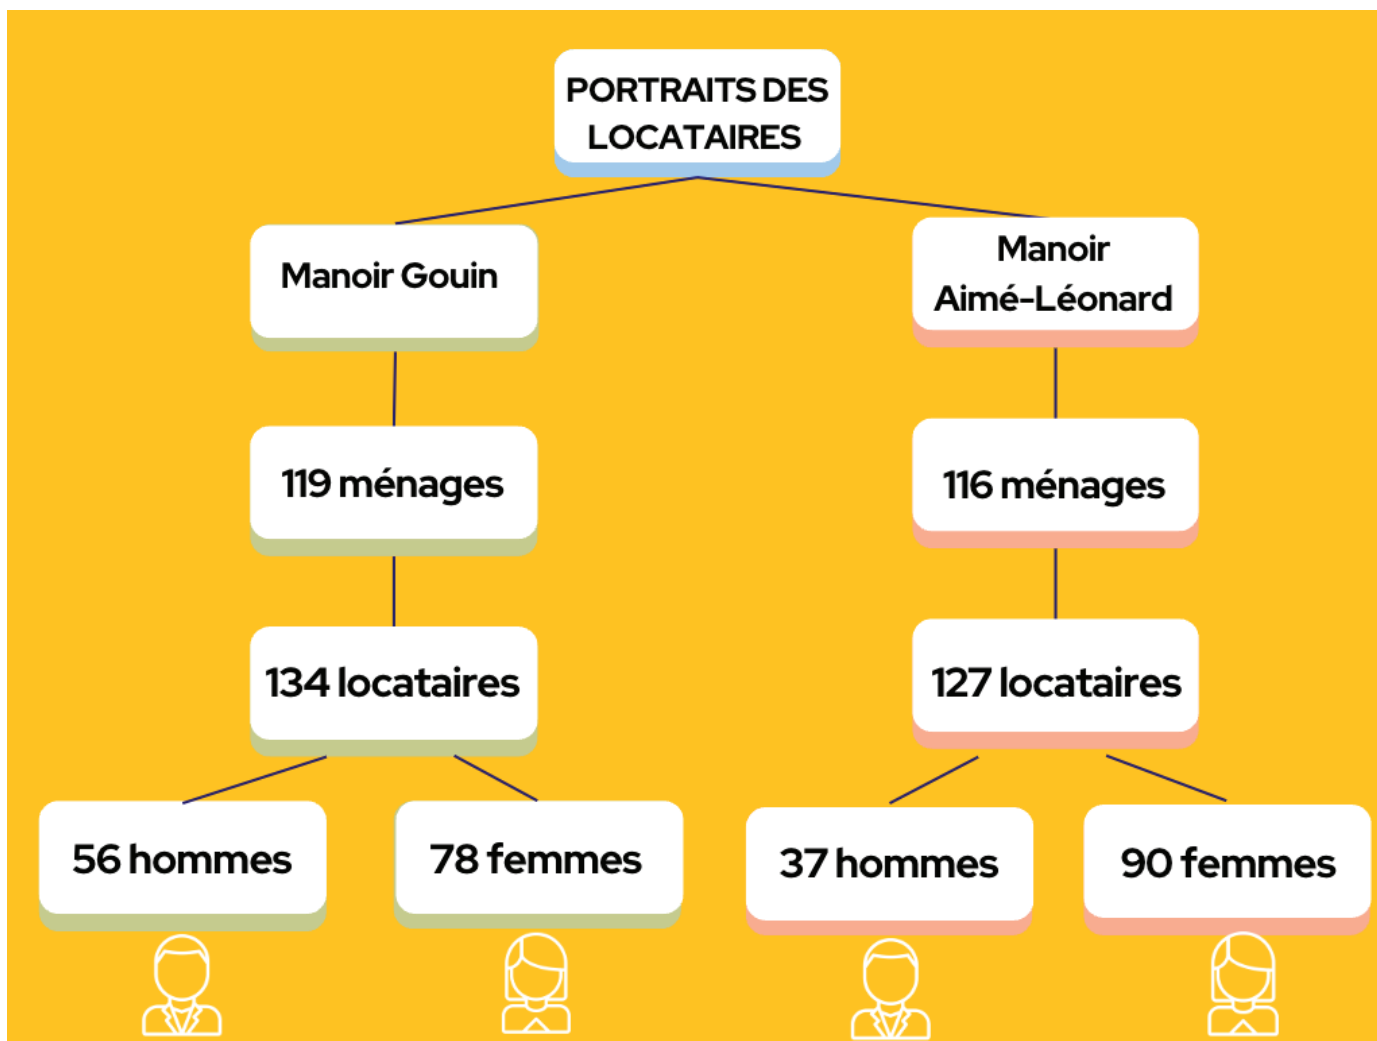 PORTRAITS DES
LOCATAIRES
Manoir Gouin
Manoir
Aimé-Léonard
119 ménages
116 ménages
134 locataires
127 locataires
56 hommes
78 femmes
37 hommes
90 femmes